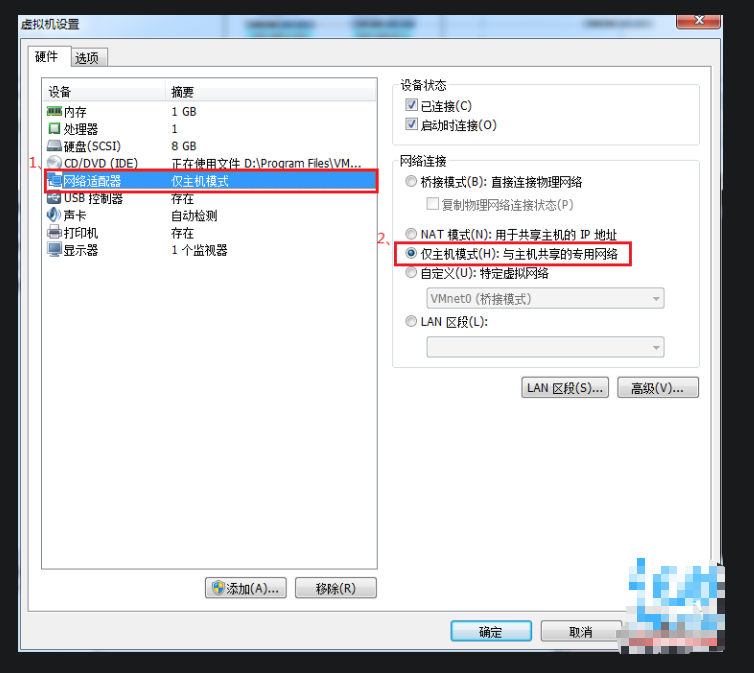 虚拟机设置
硬件 选项
设备 摘要
内存 1 GB
处理器 1
硬盘(SCSI) 8 GB
1、 CD/DVD (IDE) 正在使用文件 D:\Program Files\VM...
网络适配器 仅主机模式
USB 控制器 存在
声卡 自动检测
打印机 存在
显示器 1 个监视器
添加(A)... 移除(R)
设备状态
已连接(C)
启动时连接(O)
网络连接
桥接模式(B): 直接连接物理网络
复制物理网络连接状态(P)
2、 NAT 模式(N): 用于共享主机的 IP 地址
仅主机模式(H): 与主机共享的专用网络
自定义(U): 特定虚拟网络
VMnet0 (桥接模式)
LAN 区段(L):
LAN 区段(S)... 高级(V)...
确定 取消